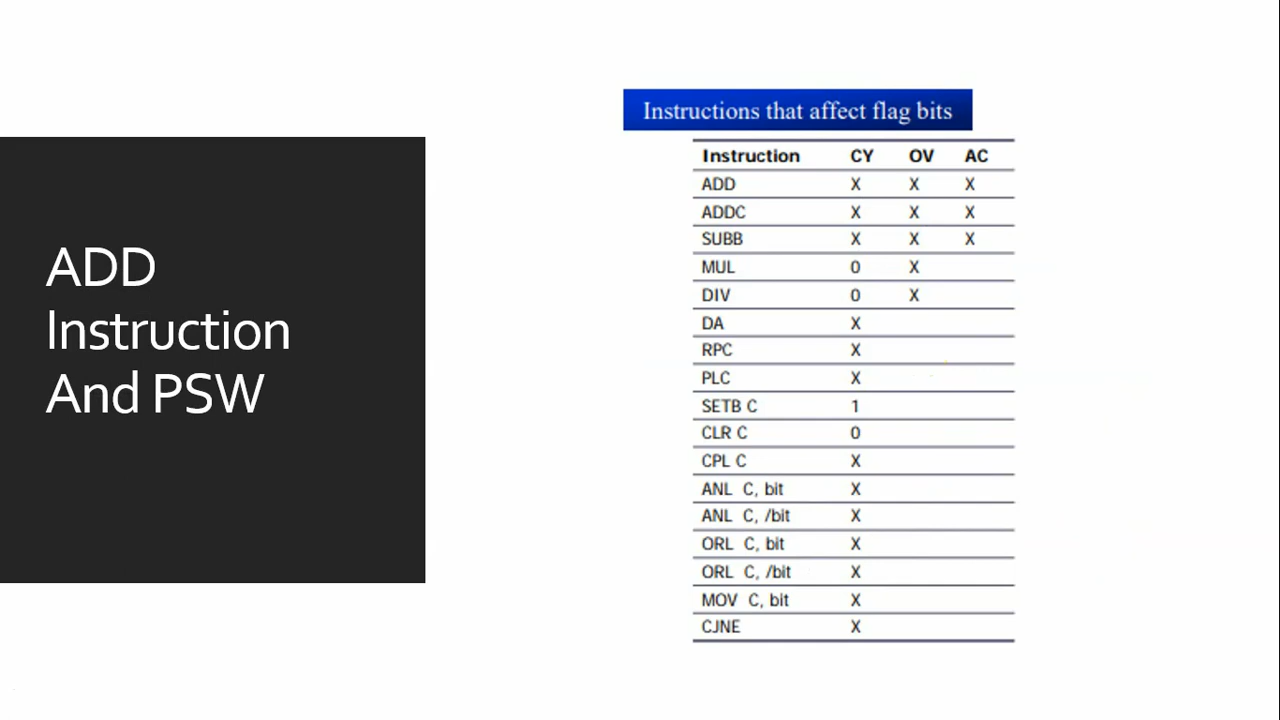 ADD
Instruction
And PSW
Instructions that affect flag bits
Instruction CY OV AC
ADD X X X
ADDC X X X
SUBB X X X
MUL 0 X
DIV 0 X
DA X
RPC X
PLC X
SETB C 1
CLR C 0
CPL C X
ANL C, bit X
ANL C, /bit X
ORL C, bit X
ORL C, /bit X
MOV C, bit X
CJNE X